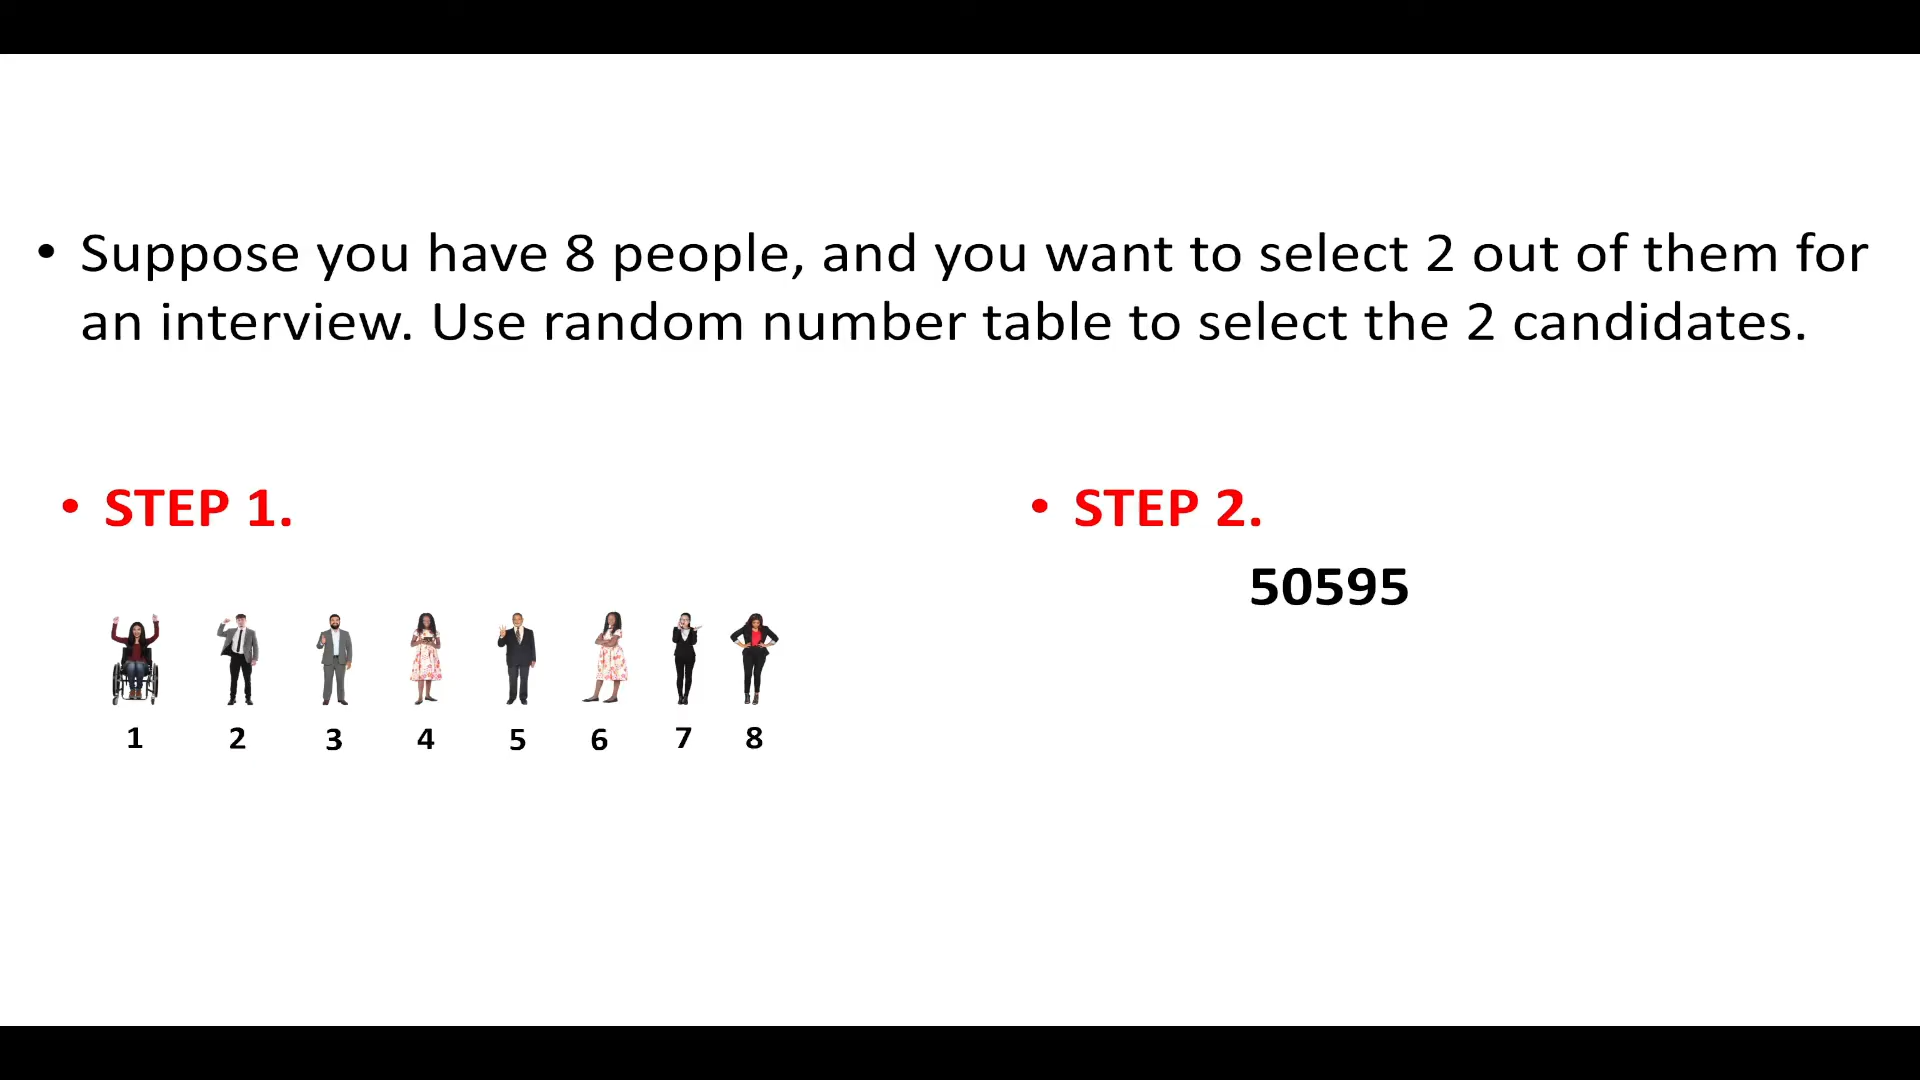 • Suppose you have 8 people, and you want to select 2 out of them for
an interview. Use random number table to select the 2 candidates.
• STEP 1.
1 2 3 4 5 6 7 8
• STEP 2.
50595